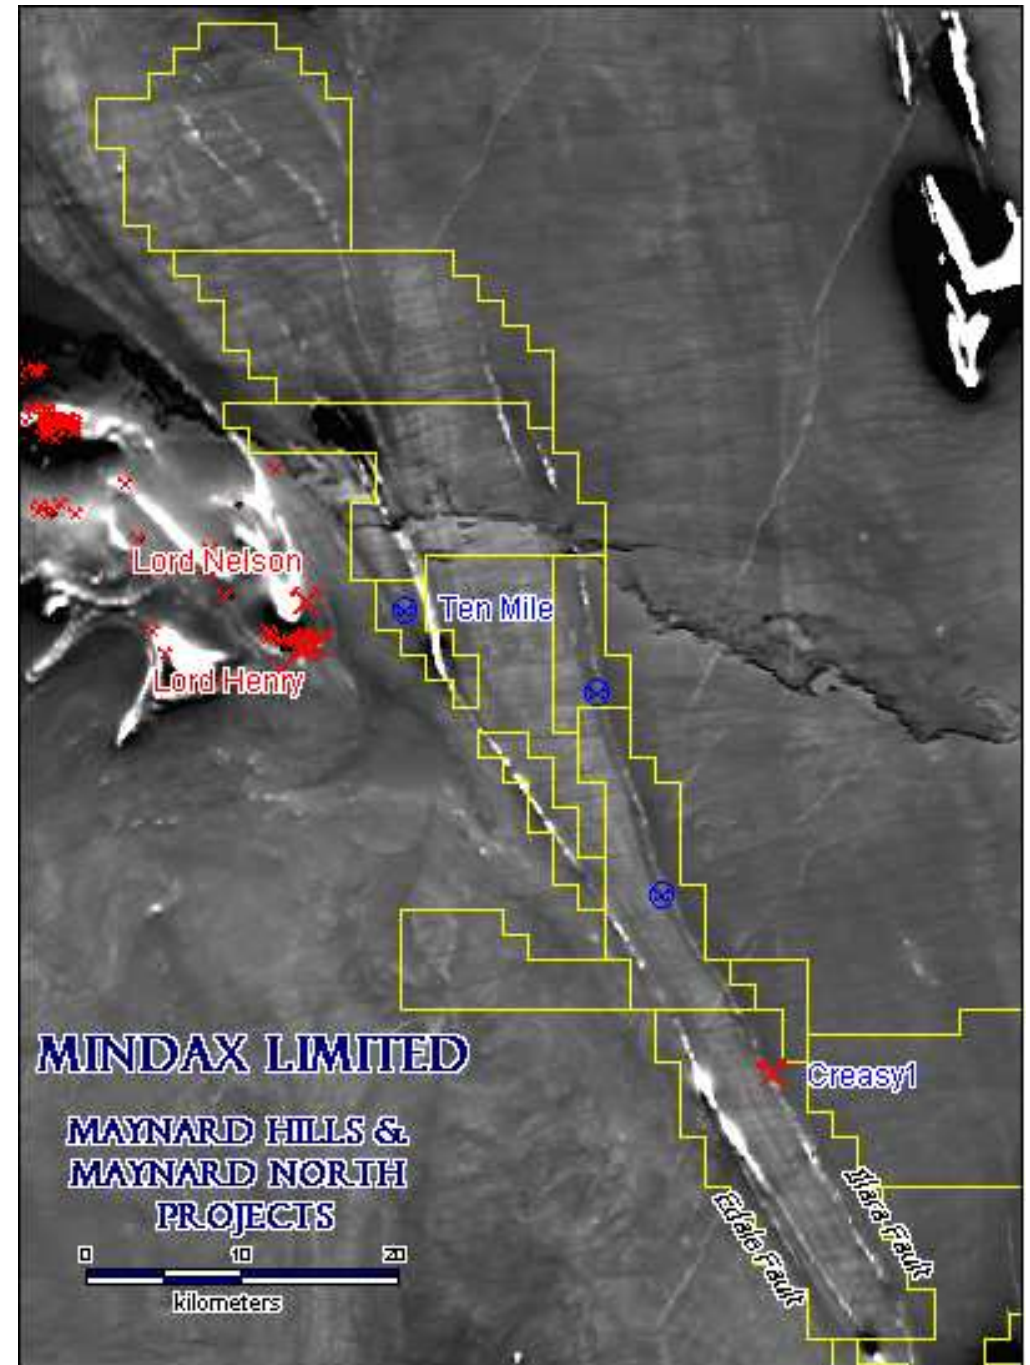 Lord Nelson
Ten Mile
Lord Henry
MINDAX LIMITED
Creasy1
MAYNARD HILLS &
MAYNARD NORTH
PROJECTS
Edale Fault
Illara Fault
0 10 20
kilometers